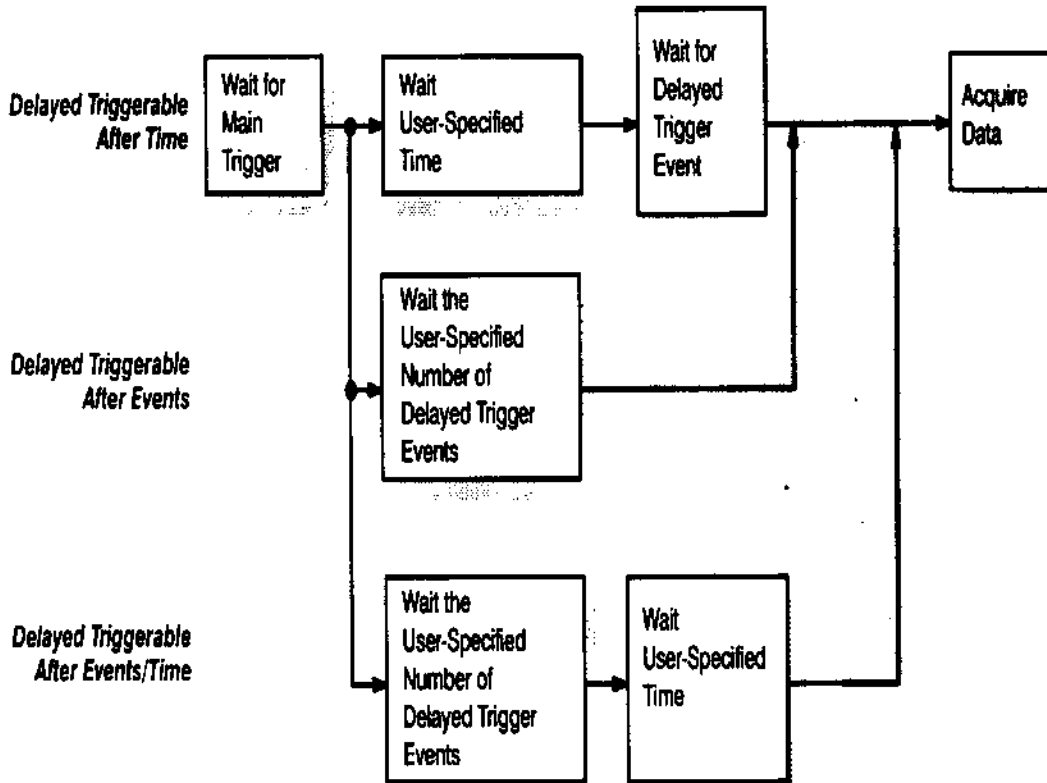 Delayed Triggerable
After Time
Wait for
Main
Trigger
Wait
User-Specified
Time
Wait for
Delayed
Trigger
Event
Acquire
Data
Delayed Triggerable
After Events
Wait the
User-Specified
Number of
Delayed Trigger
Events
Delayed Triggerable
After Events/Time
Wait the
User-Specified
Number of
Delayed Trigger
Events
Wait
User-Specified
Time